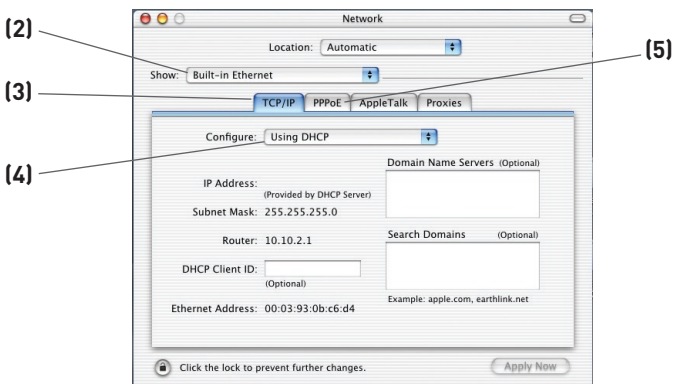 Network
(2)
Location: Automatic
(5)
Show: Built-in Ethernet
(3)
TCP/IP PPPoE AppleTalk Proxies
Configure: Using DHCP
(4)
Domain Name Servers (Optional)
IP Address:
(Provided by DHCP Server)
Subnet Mask: 255.255.255.0
Router: 10.10.2.1
Search Domains (Optional)
DHCP Client ID:
(Optional)
Example: apple.com, earthlink.net
Ethernet Address: 00:03:93:0b:c6:d4
Click the lock to prevent further changes.
Apply Now